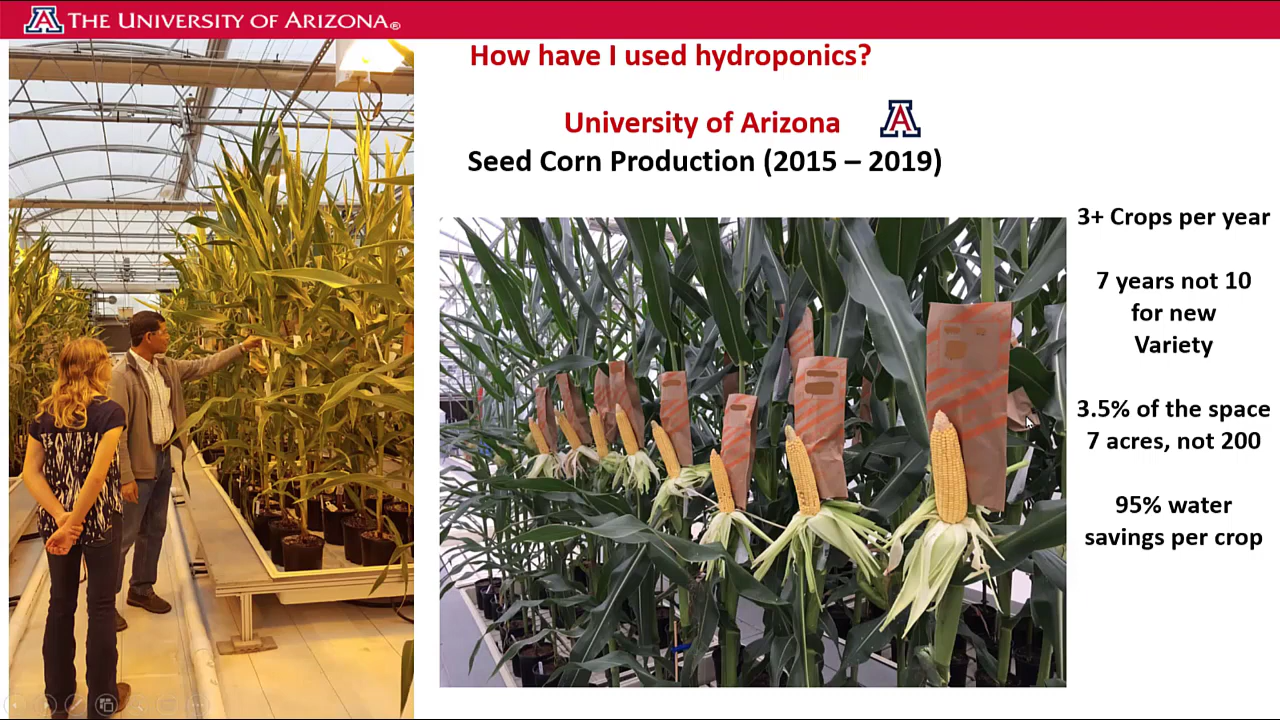 THE UNIVERSITY OF ARIZONA®
How have I used hydroponics?
University of Arizona
Seed Corn Production (2015 – 2019)
3+ Crops per year
7 years not 10
for new
Variety
3.5% of the space
7 acres, not 200
95% water
savings per crop